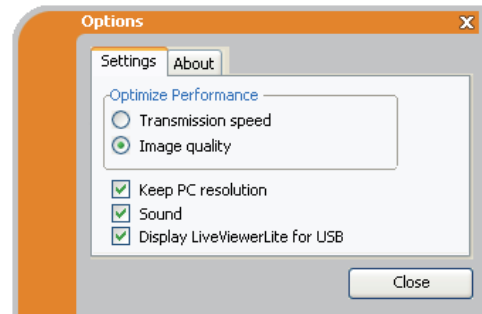 Options X
Settings About
Optimize Performance
Transmission speed
Image quality
Keep PC resolution
Sound
Display LiveViewerLite for USB
Close